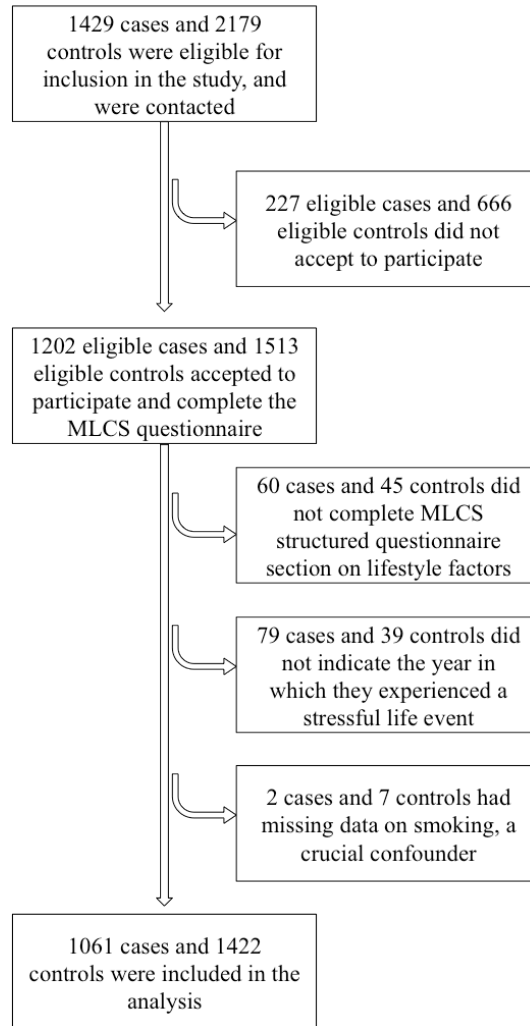 1429 cases and 2179
controls were eligible for
inclusion in the study, and
were contacted
227 eligible cases and 666
eligible controls did not
accept to participate
1202 eligible cases and 1513
eligible controls accepted to
participate and complete the
MLCS questionnaire
60 cases and 45 controls did
not complete MLCS
structured questionnaire
section on lifestyle factors
79 cases and 39 controls did
not indicate the year in
which they experienced a
stressful life event
2 cases and 7 controls had
missing data on smoking, a
crucial confounder
1061 cases and 1422
controls were included in the
analysis